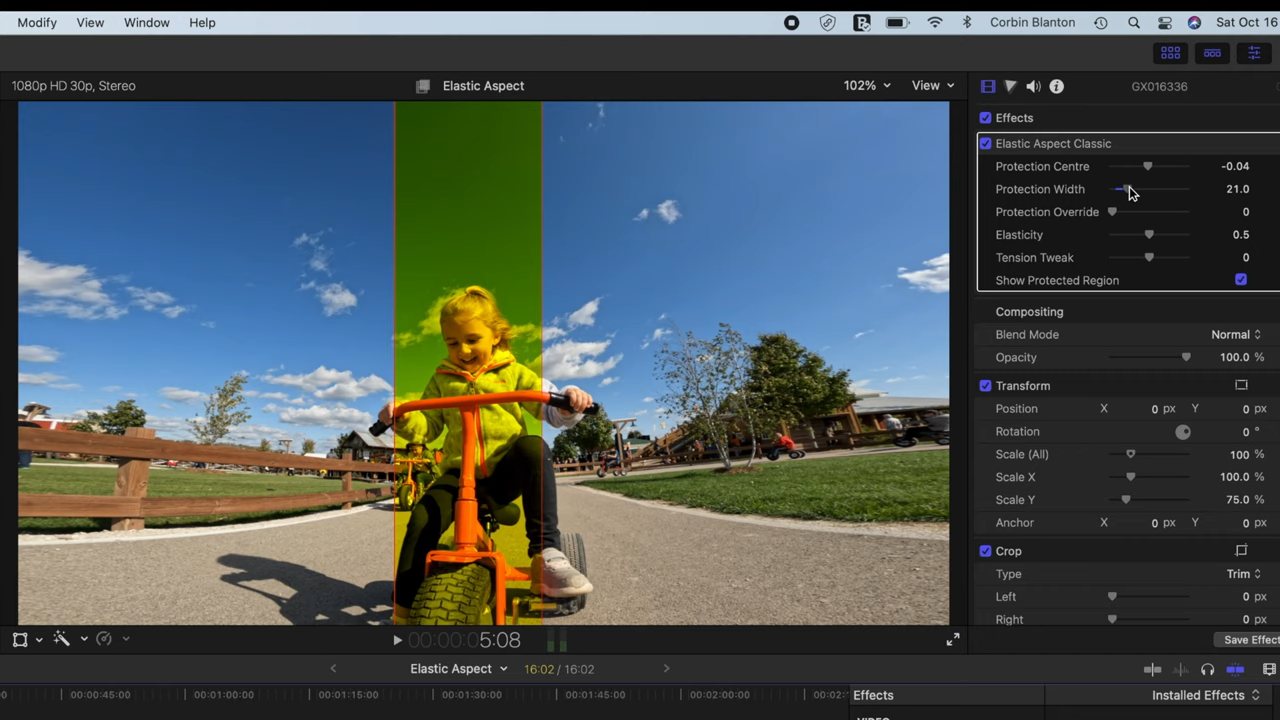 Modify View Window Help Corbin Blanton Sat Oct 16
1080p HD 30p, Stereo Elastic Aspect 102% View GX016336
Effects
Elastic Aspect Classic
Protection Centre -0.04
Protection Width 21.0
Protection Override 0
Elasticity 0.5
Tension Tweak 0
Show Protected Region
Compositing
Blend Mode Normal
Opacity 100.0 %
Transform
Position X 0 px Y 0 px
Rotation 0 °
Scale (All) 100 %
Scale X 100.0 %
Scale Y 75.0 %
Anchor X 0 px Y 0 px
Crop
Type Trim
Left 0 px
Right 0 px
00:00:05:08 Save Effect
Elastic Aspect 16:02 / 16:02
00:00:45:00 00:01:00:00 00:01:15:00 00:01:30:00 00:01:45:00 00:02:00:00 00:02:1 Effects Installed Effects
VIDEO